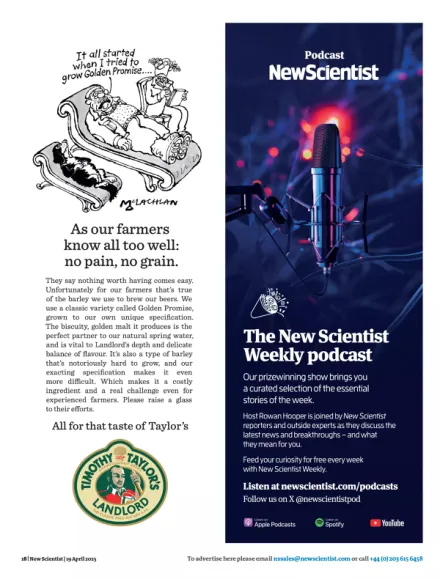 It all started
when I tried to
grow Golden Promise....
McLACHLAN
As our farmers
know all too well:
no pain, no grain.
They say nothing worth having comes easy.
Unfortunately for our farmers that's true
of the barley we use to brew our beers. We
use a classic variety called Golden Promise,
grown to our own unique specification.
The biscuity, golden malt it produces is the
perfect partner to our natural spring water,
and is vital to Landlord's depth and delicate
balance of flavour. It's also a type of barley
that's notoriously hard to grow, and our
exacting specification makes it even
more difficult. Which makes it a costly
ingredient and a real challenge even for
experienced farmers. Please raise a glass
to their efforts.
All for that taste of Taylor's
TIMOTHY TAYLOR'S
LANDLORD
18 | New Scientist | 19 April 2025
Podcast
NewScientist
The New Scientist
Weekly podcast
Our prizewinning show brings you
a curated selection of the essential
stories of the week.
Host Rowan Hooper is joined by New Scientist
reporters and outside experts as they discuss the
latest news and breakthroughs – and what
they mean for you.
Feed your curiosity for free every week
with New Scientist Weekly.
Listen at newscientist.com/podcasts
Follow us on X @newscientistpod
Apple Podcasts
Spotify
YouTube
To advertise here please email nssales@newscientist.com or call +44 (0) 203 615 6458